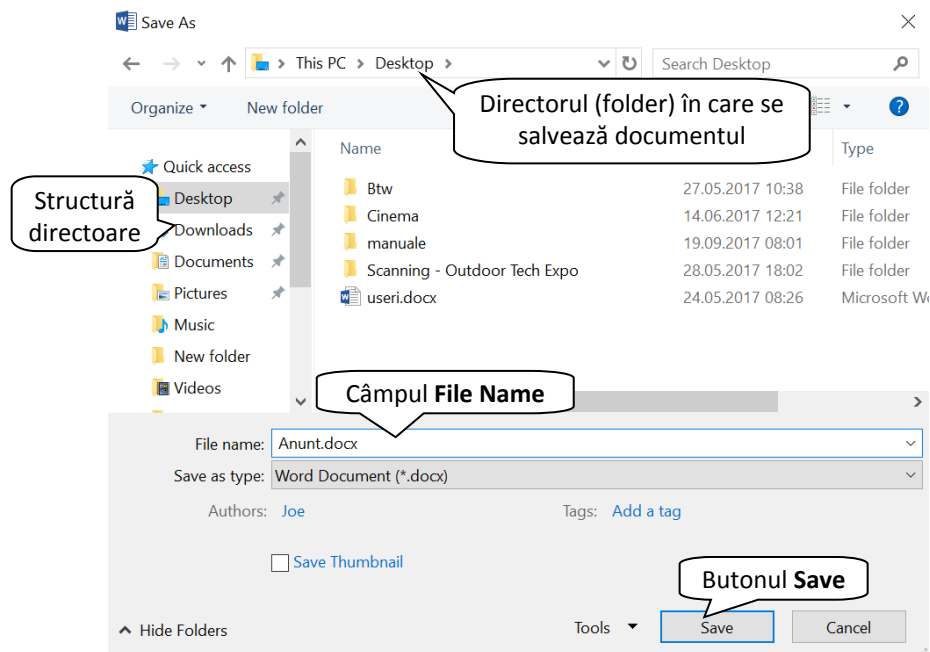 Save As
This PC > Desktop >
Search Desktop
Organize
New folder
Directorul (folder) în care se
salvează documentul
Name
Type
Quick access
Desktop
Downloads
Documents
Pictures
Music
New folder
Videos
Structură
directoare
Btw 27.05.2017 10:38 File folder
Cinema 14.06.2017 12:21 File folder
manuale 19.09.2017 08:01 File folder
Scanning - Outdoor Tech Expo 28.05.2017 18:02 File folder
useri.docx 24.05.2017 08:26 Microsoft Wo
Câmpul File Name
File name: Anunt.docx
Save as type: Word Document (*.docx)
Authors: Joe
Tags: Add a tag
Save Thumbnail
Butonul Save
Hide Folders
Tools
Save
Cancel